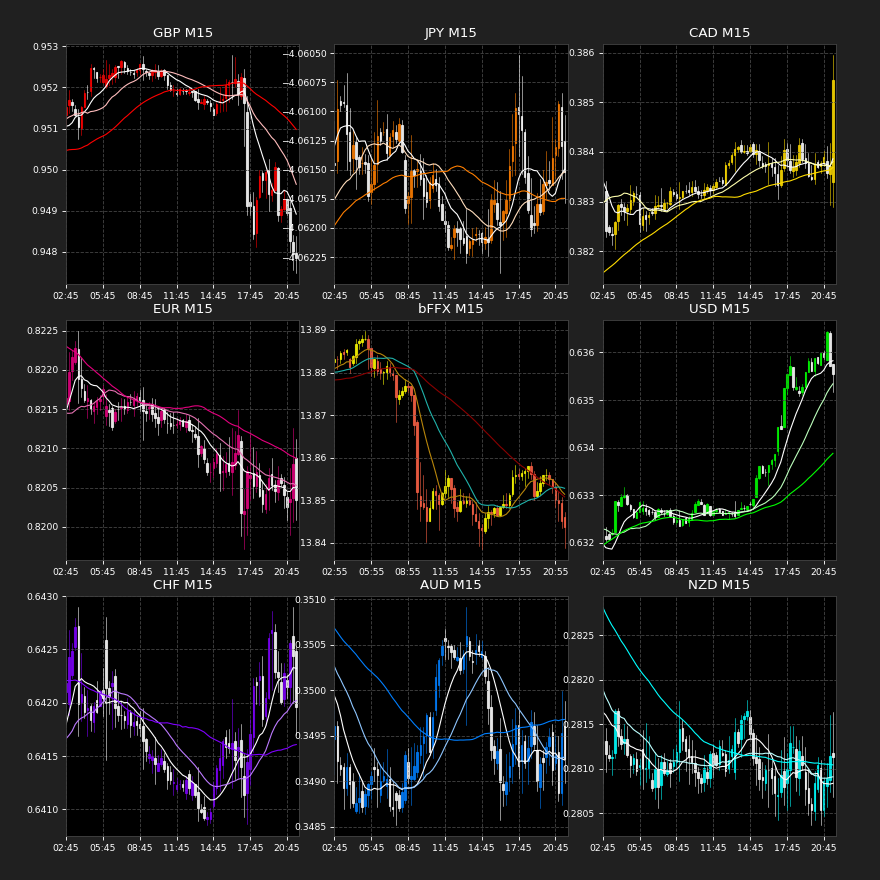 GBP M15
0.953
0.952
0.951
0.950
0.949
0.948
02:45 05:45 08:45 11:45 14:45 17:45 20:45
JPY M15
−4.06050
−4.06075
−4.06100
−4.06125
−4.06150
−4.06175
−4.06200
−4.06225
02:45 05:45 08:45 11:45 14:45 17:45 20:45
CAD M15
0.386
0.385
0.384
0.383
0.382
02:45 05:45 08:45 11:45 14:45 17:45 20:45
EUR M15
0.8225
0.8220
0.8215
0.8210
0.8205
0.8200
02:45 05:45 08:45 11:45 14:45 17:45 20:45
bFFX M15
13.89
13.88
13.87
13.86
13.85
13.84
02:55 05:55 08:55 11:55 14:55 17:55 20:55
USD M15
0.636
0.635
0.634
0.633
0.632
02:45 05:45 08:45 11:45 14:45 17:45 20:45
CHF M15
0.6430
0.6425
0.6420
0.6415
0.6410
02:45 05:45 08:45 11:45 14:45 17:45 20:45
AUD M15
0.3510
0.3505
0.3500
0.3495
0.3490
0.3485
02:45 05:45 08:45 11:45 14:45 17:45 20:45
NZD M15
0.2825
0.2820
0.2815
0.2810
0.2805
02:45 05:45 08:45 11:45 14:45 17:45 20:45